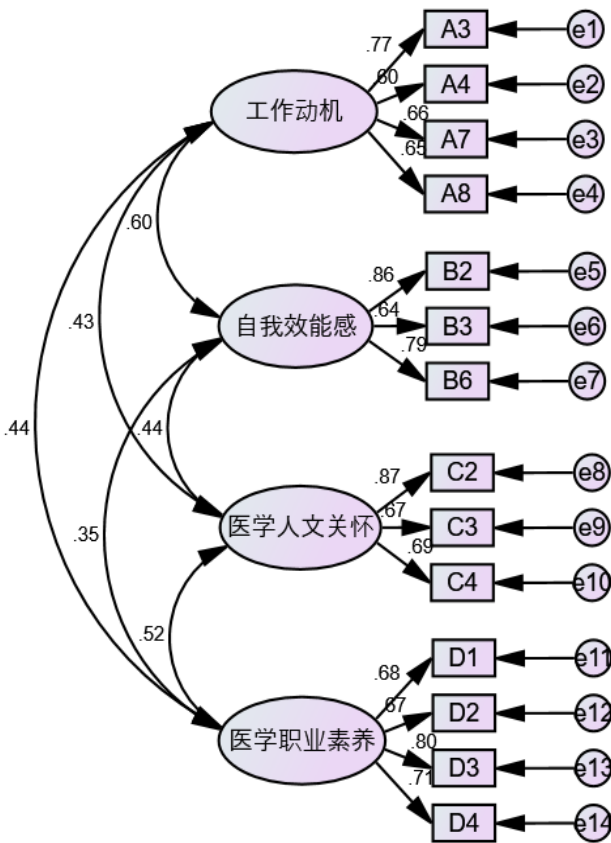 .77
A3
e1
.60
A4
e2
工作动机
.66
A7
e3
.65
A8
e4
.60
.86
B2
e5
.64
B3
e6
自我效能感
.43
.79
B6
e7
.44
.44
.87
C2
e8
.67
C3
e9
医学人文关怀
.35
.69
C4
e10
.52
.68
D1
e11
.67
D2
e12
医学职业素养
.80
D3
e13
.71
D4
e14